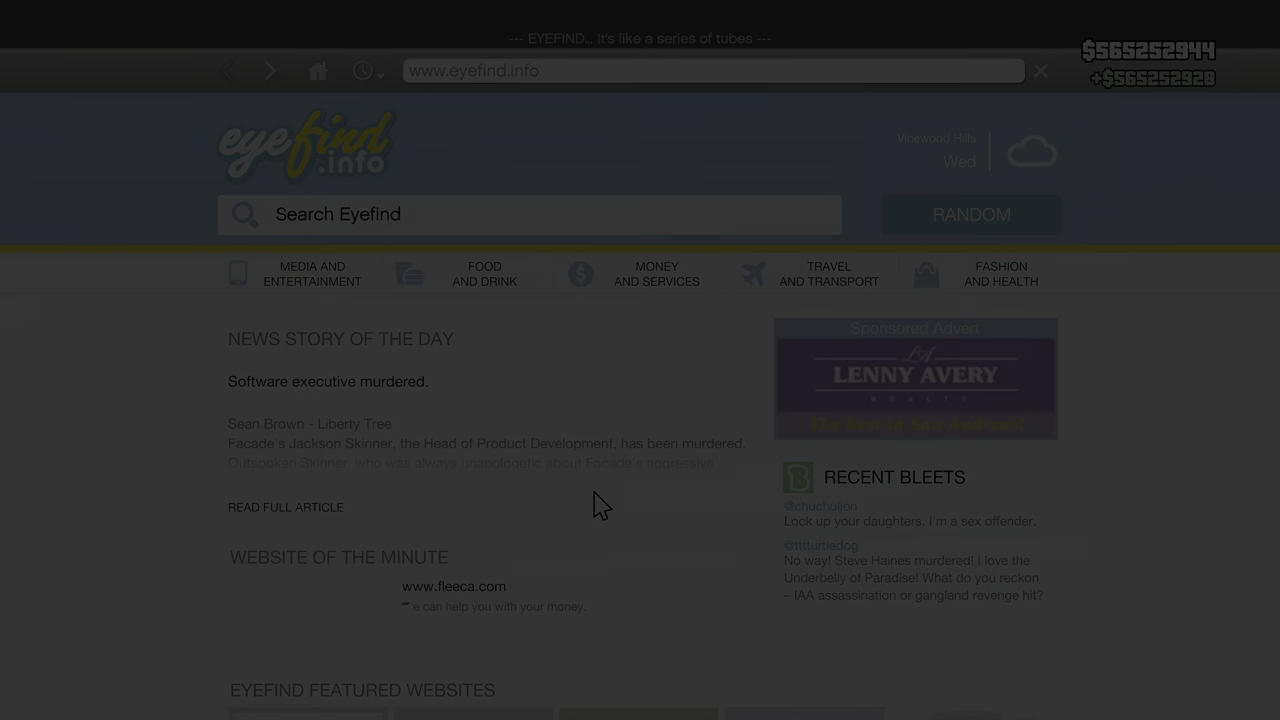 --- EYEFIND... It's like a series of tubes ---
$565252944
www.eyefind.info
+$565252928
eyefind
.info
Vinewood Hills
Wed
Search Eyefind
RANDOM
MEDIA AND
ENTERTAINMENT
FOOD
AND DRINK
MONEY
AND SERVICES
TRAVEL
AND TRANSPORT
FASHION
AND HEALTH
NEWS STORY OF THE DAY
Software executive murdered.
Sean Brown - Liberty Tree
Facade's Jackson Skinner, the Head of Product Development, has been murdered.
Outspoken Skinner, who was always unapologetic about Facade's aggressive
READ FULL ARTICLE
WEBSITE OF THE MINUTE
www.fleeca.com
e can help you with your money.
Sponsored Advert
LA
LENNY AVERY
REALTY
The best in San Andreas!
RECENT BLEETS
@chuchulion
Lock up your daughters. I'm a sex offender.
@tttturtledog
No way! Steve Haines murdered! I love the
Underbelly of Paradise! What do you reckon
– IAA assassination or gangland revenge hit?
EYEFIND FEATURED WEBSITES